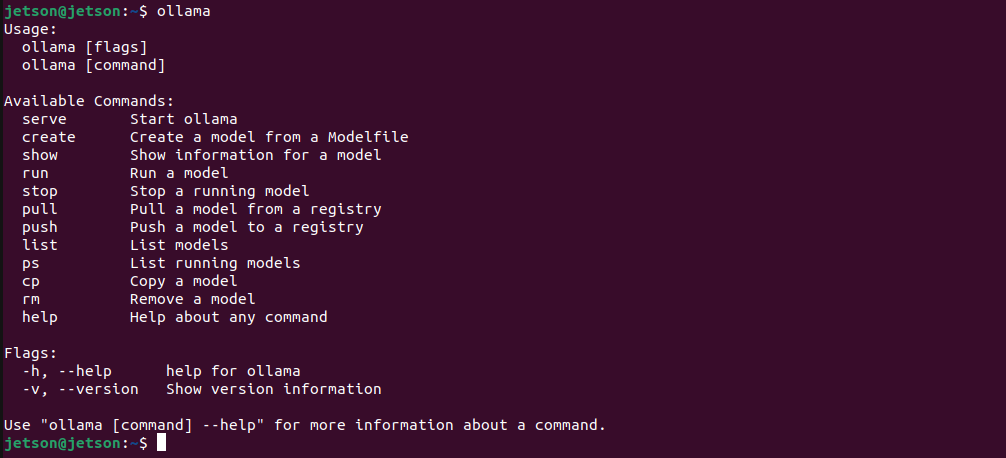 jetson@jetson:~$ ollama
Usage:
  ollama [flags]
  ollama [command]

Available Commands:
  serve       Start ollama
  create      Create a model from a Modelfile
  show        Show information for a model
  run         Run a model
  stop        Stop a running model
  pull        Pull a model from a registry
  push        Push a model to a registry
  list        List models
  ps          List running models
  cp          Copy a model
  rm          Remove a model
  help        Help about any command

Flags:
  -h, --help      help for ollama
  -v, --version   Show version information

Use "ollama [command] --help" for more information about a command.
jetson@jetson:~$